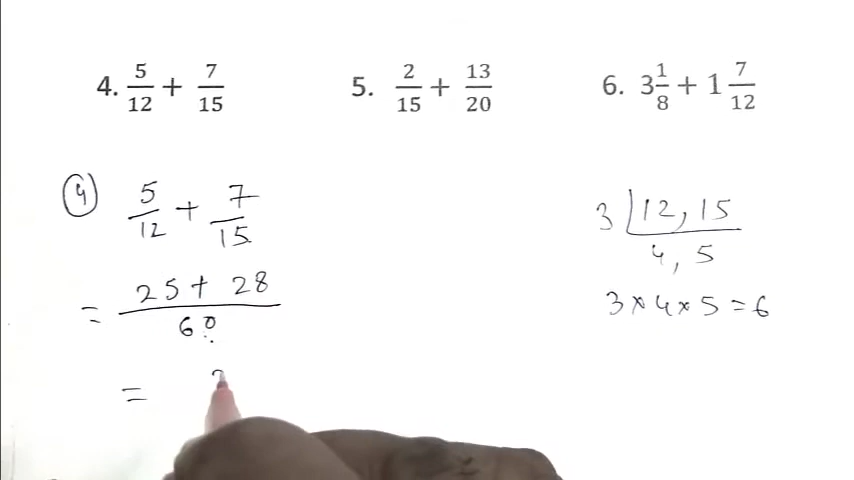 4. 5/12 + 7/15 5. 2/15 + 13/20 6. 3 1/8 + 1 7/12
④ 5/12 + 7/15
= 25 + 28 / 60
=
3 | 12, 15
4, 5
3 × 4 × 5 = 6